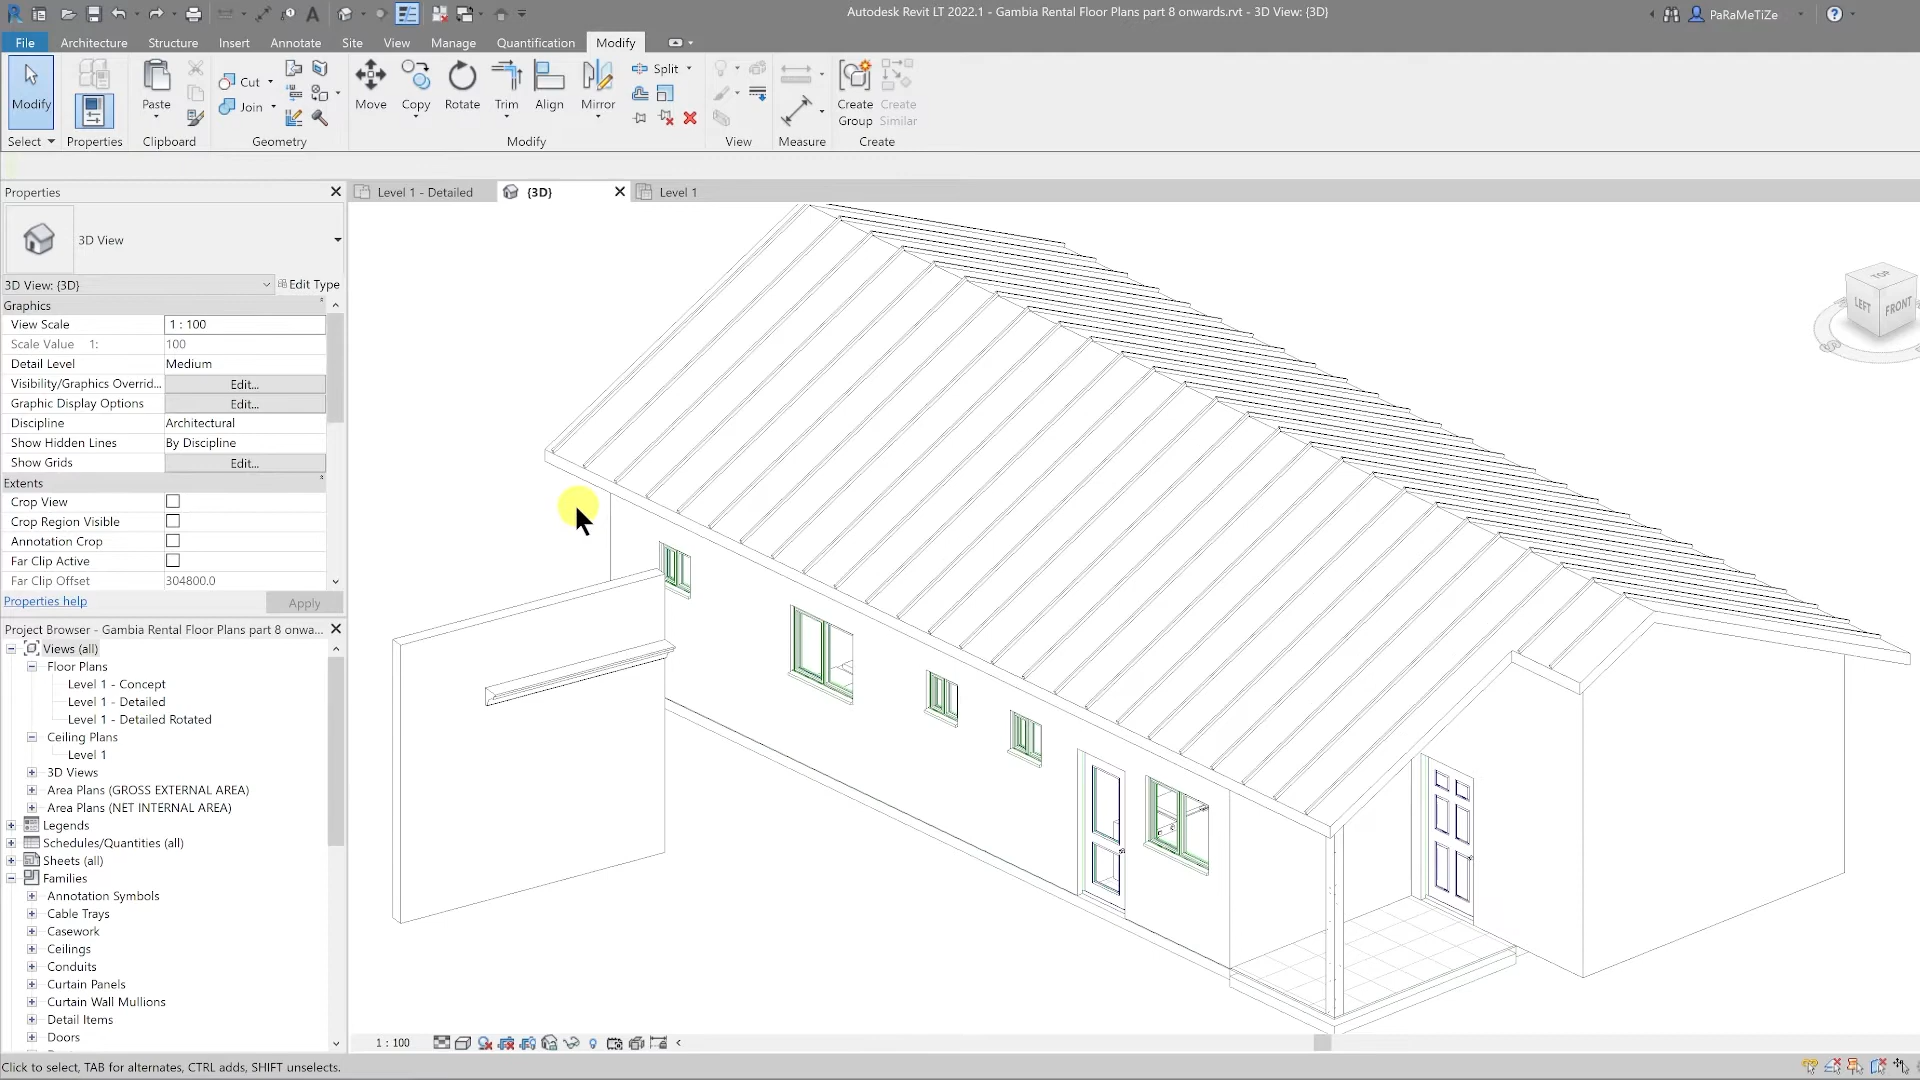 Autodesk Revit LT 2022.1 - Gambia Rental Floor Plans part 8 onwards.rvt - 3D View: {3D}
PaRaMeTiZe
File
Architecture
Structure
Insert
Annotate
Site
View
Manage
Quantification
Modify
Modify
Paste
Cut
Join
Move
Copy
Rotate
Trim
Align
Mirror
Split
Create
Group
Create
Similar
Select
Properties
Clipboard
Geometry
Modify
View
Measure
Create
Properties
Level 1 - Detailed
{3D}
Level 1
3D View
3D View: {3D}
Edit Type
Graphics
View Scale
1 : 100
Scale Value 1:
100
Detail Level
Medium
Visibility/Graphics Overrid...
Edit...
Graphic Display Options
Edit...
Discipline
Architectural
Show Hidden Lines
By Discipline
Show Grids
Edit...
Extents
Crop View
Crop Region Visible
Annotation Crop
Far Clip Active
Far Clip Offset
304800.0
Properties help
Apply
Project Browser - Gambia Rental Floor Plans part 8 onwa...
Views (all)
Floor Plans
Level 1 - Concept
Level 1 - Detailed
Level 1 - Detailed Rotated
Ceiling Plans
Level 1
3D Views
Area Plans (GROSS EXTERNAL AREA)
Area Plans (NET INTERNAL AREA)
Legends
Schedules/Quantities (all)
Sheets (all)
Families
Annotation Symbols
Cable Trays
Casework
Ceilings
Conduits
Curtain Panels
Curtain Wall Mullions
Detail Items
Doors
TOP
LEFT
FRONT
1 : 100
Click to select, TAB for alternates, CTRL adds, SHIFT unselects.